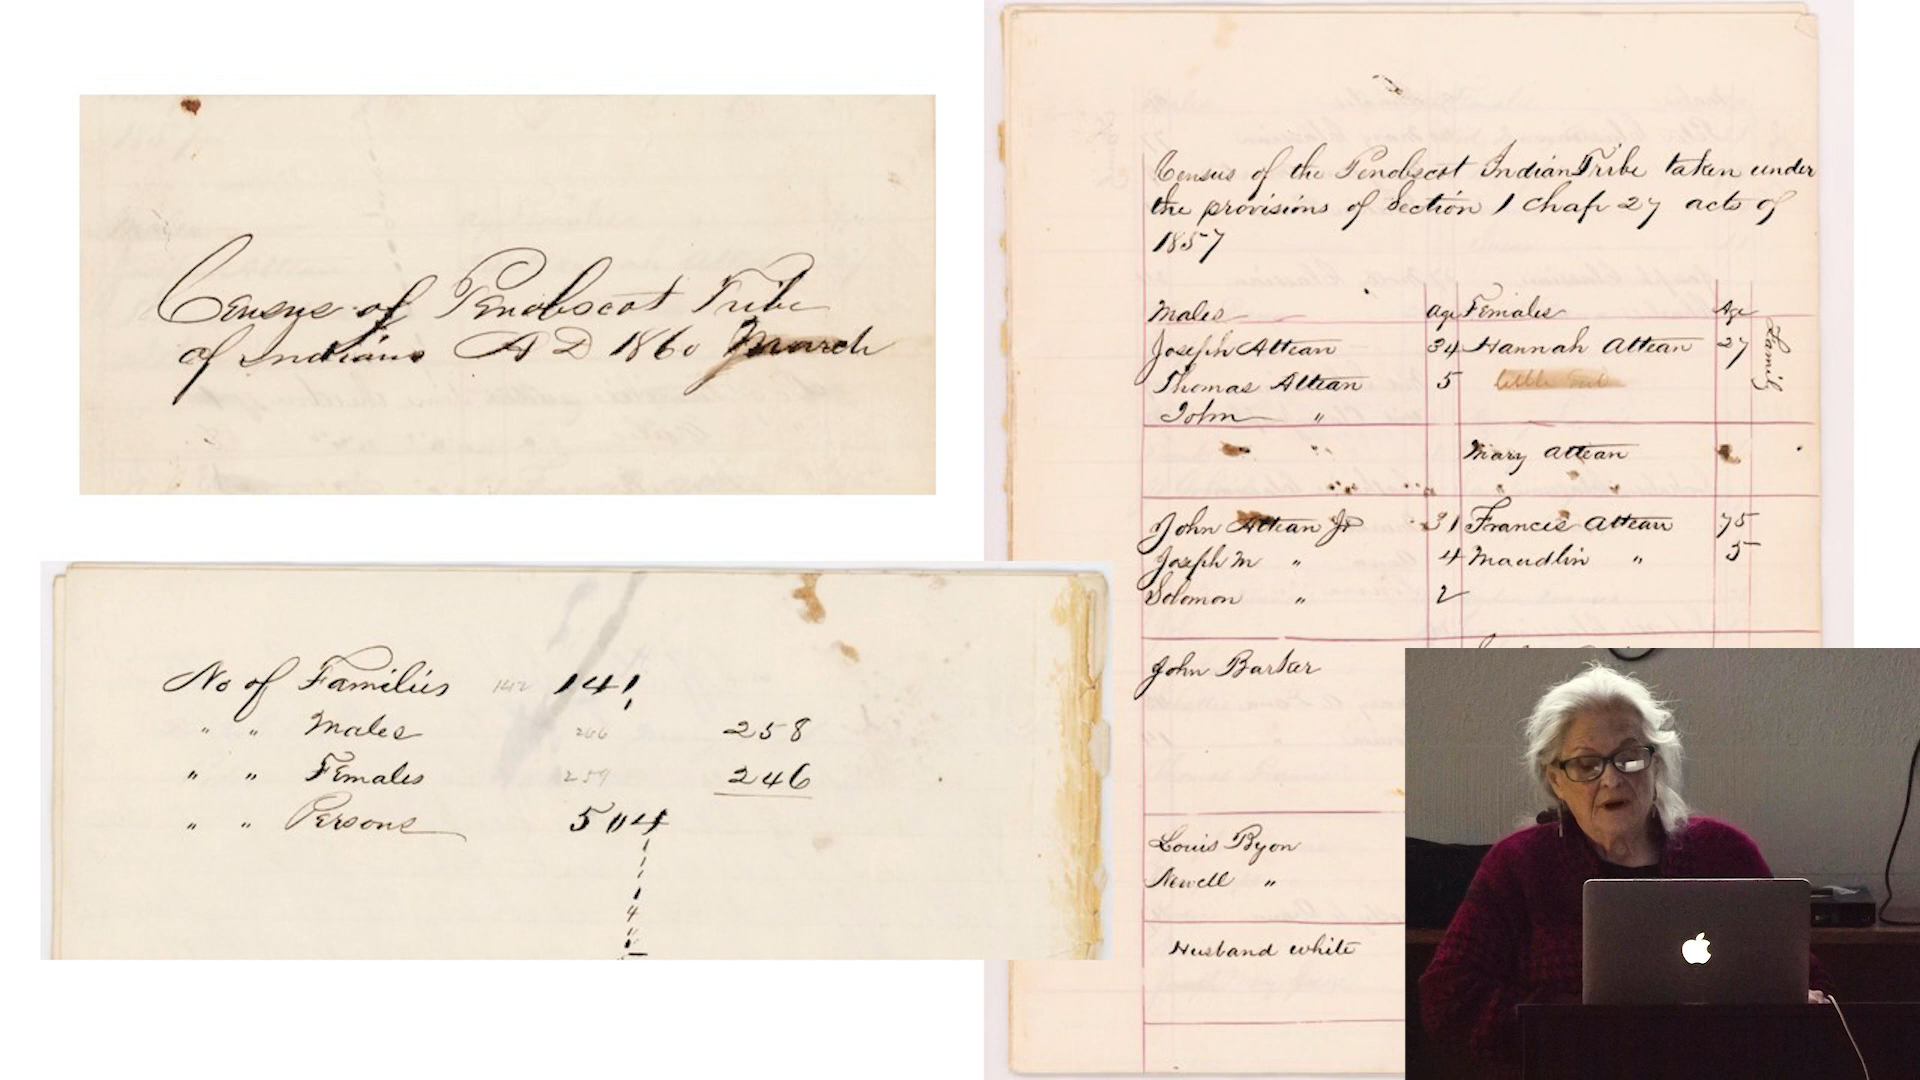 Census of Penobscot Tribe
of Indians A D 1860 March
No of Families 142 141
" " Males 266 258
" " Females 259 246
" " Persons 504
Census of the Penobscot Indian Tribe taken under
the provisions of Section 1 Chap 27 acts of
1857
Males age Females Age
Joseph Attean 34 Hannah Attean 27
Family
Thomas Attean 5
John "
Mary Attean
John Attean Jr 31 Francis Attean 75
Joseph M " 4 Maudlin " 5
Solomon " 2
John Barker
Louis Byon
Newell "
Husband white